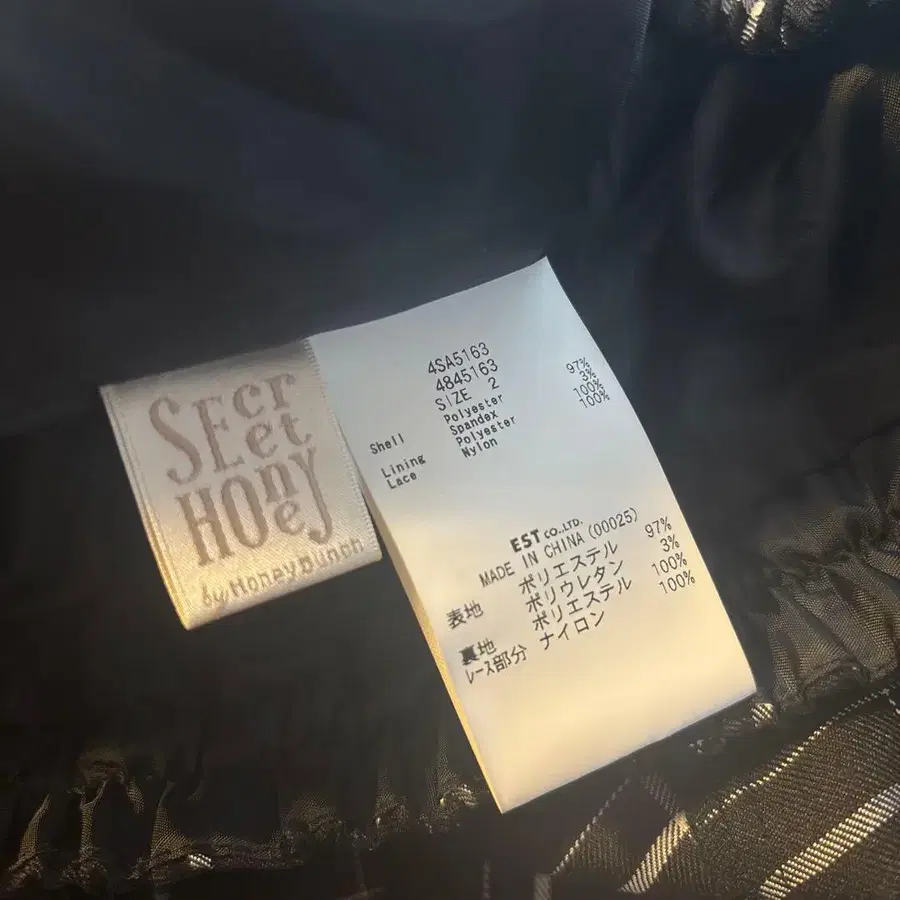 SEcret
HOney
by Honey Bunch
4SA5163
4845163
SIZE 2
Shell Polyester 97%
Spandex 3%
Lining Polyester 100%
Lace Nylon 100%
EST CO.,LTD.
MADE IN CHINA (00025)
表地 ポリエステル 97%
ポリウレタン 3%
裏地 ポリエステル 100%
レース部分 ナイロン 100%